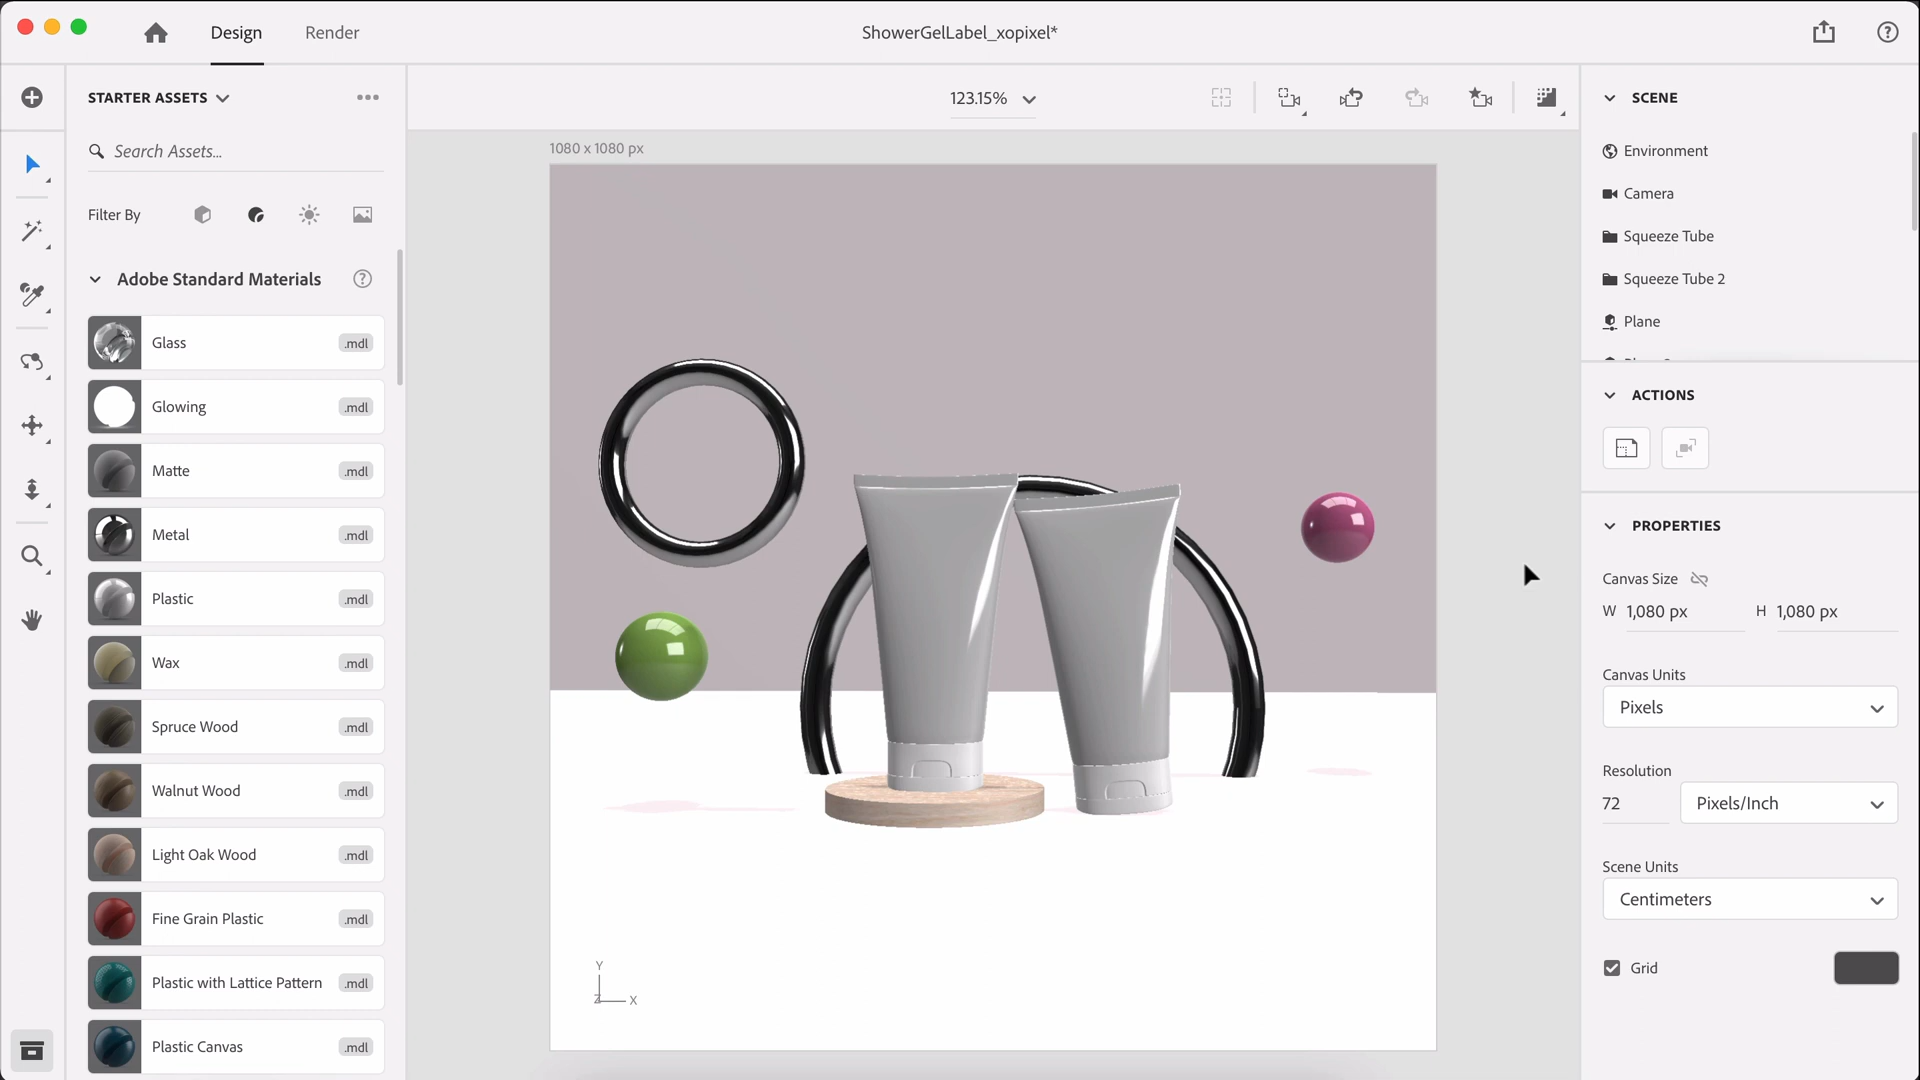 Design
Render
ShowerGelLabel_xopixel*
STARTER ASSETS
Search Assets...
Filter By
Adobe Standard Materials
Glass .mdl
Glowing .mdl
Matte .mdl
Metal .mdl
Plastic .mdl
Wax .mdl
Spruce Wood .mdl
Walnut Wood .mdl
Light Oak Wood .mdl
Fine Grain Plastic .mdl
Plastic with Lattice Pattern .mdl
Plastic Canvas .mdl
123.15%
1080 x 1080 px
Y
Z X
SCENE
Environment
Camera
Squeeze Tube
Squeeze Tube 2
Plane
ACTIONS
PROPERTIES
Canvas Size
W 1,080 px H 1,080 px
Canvas Units
Pixels
Resolution
72 Pixels/Inch
Scene Units
Centimeters
Grid